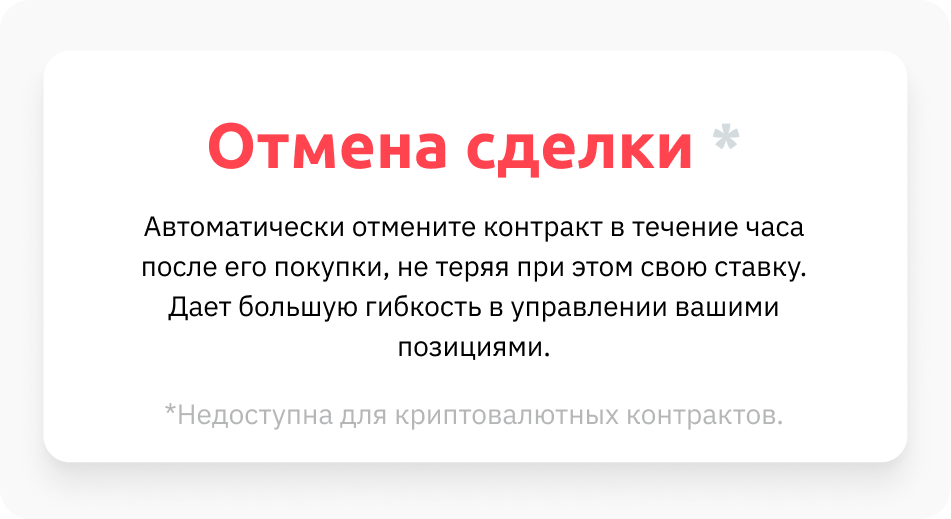 Отмена сделки *
Автоматически отмените контракт в течение часа
после его покупки, не теряя при этом свою ставку.
Дает большую гибкость в управлении вашими
позициями.
*Недоступна для криптовалютных контрактов.